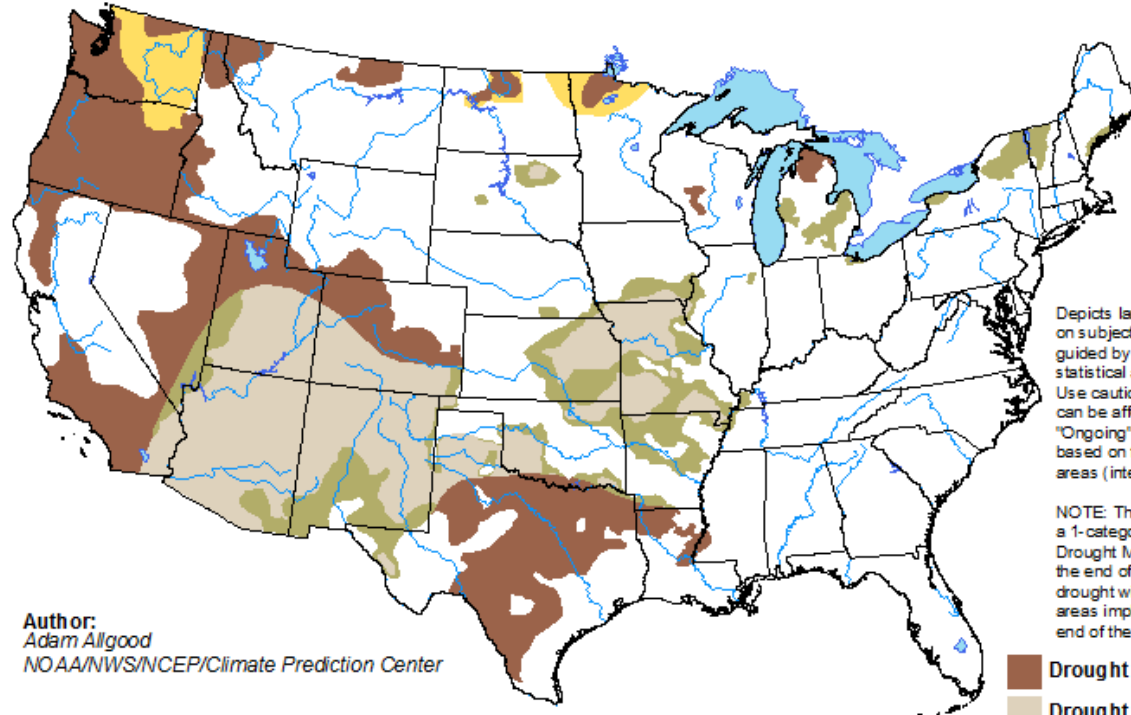 Depicts la
on subject
guided by
statistical
Use cautio
can be aff
"Ongoing"
based on
areas (inte
NOTE: Th
a 1-catego
Drought M
the end of
drought w
areas imp
end of the
Author:
Adam Allgood
NOAA/NWS/NCEP/Climate Prediction Center
Drought
Drought